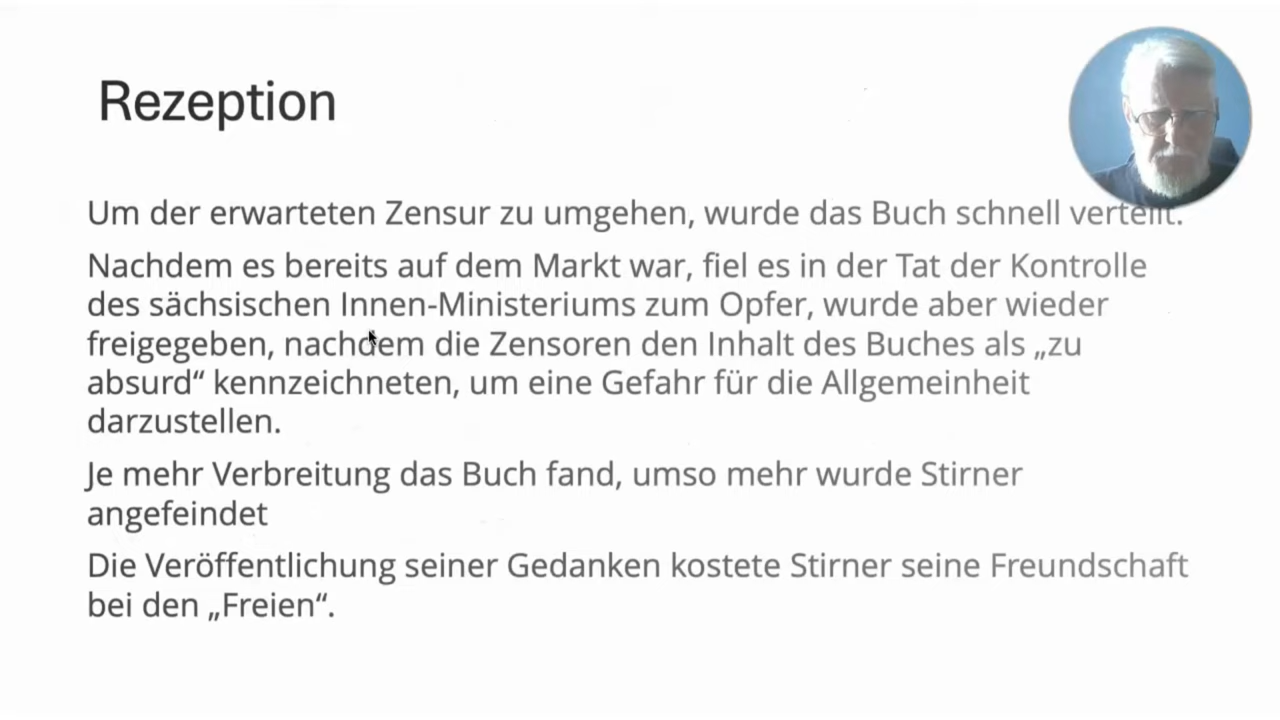 Rezeption
Um der erwarteten Zensur zu umgehen, wurde das Buch schnell verteilt.
Nachdem es bereits auf dem Markt war, fiel es in der Tat der Kontrolle
des sächsischen Innen-Ministeriums zum Opfer, wurde aber wieder
freigegeben, nachdem die Zensoren den Inhalt des Buches als „zu
absurd“ kennzeichneten, um eine Gefahr für die Allgemeinheit
darzustellen.
Je mehr Verbreitung das Buch fand, umso mehr wurde Stirner
angefeindet
Die Veröffentlichung seiner Gedanken kostete Stirner seine Freundschaft
bei den „Freien“.